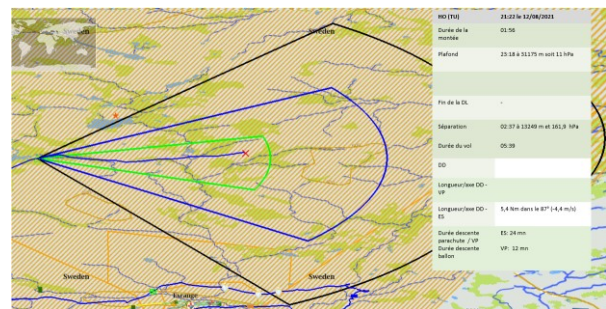 Sweden
Sweden
Sweden
Sweden
Esrange
HO (TU) 21:22 le 12/08/2021
Durée de la
montée
01:56
Plafond 23:18 à 31175 m soit 11 hPa
Fin de la DL -
Séparation 02:37 à 13249 m et 161,9 hPa
Durée du vol 05:39
DD
Longueur/axe DD -
VP
Longueur/axe DD -
ES
5,4 Nm dans le 87° (-4,4 m/s)
Durée descente
parachute / VP
Durée descente
ballon
ES: 24 mn
VP: 12 mn